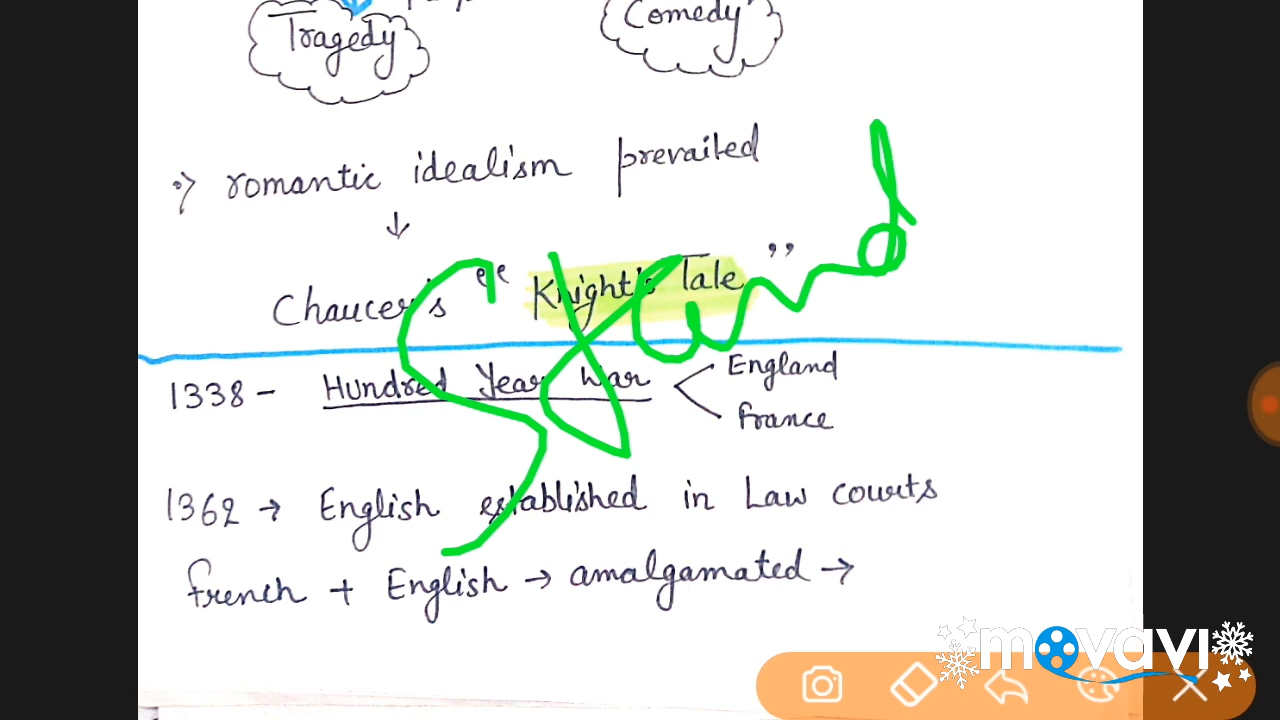 Tragedy Comedy
∴ romantic idealism prevailed
↓
Chaucer's "Knight's Tale"
1338 - Hundred Year War < England
France
1362 → English established in Law courts
French + English → amalgamated →
movavi